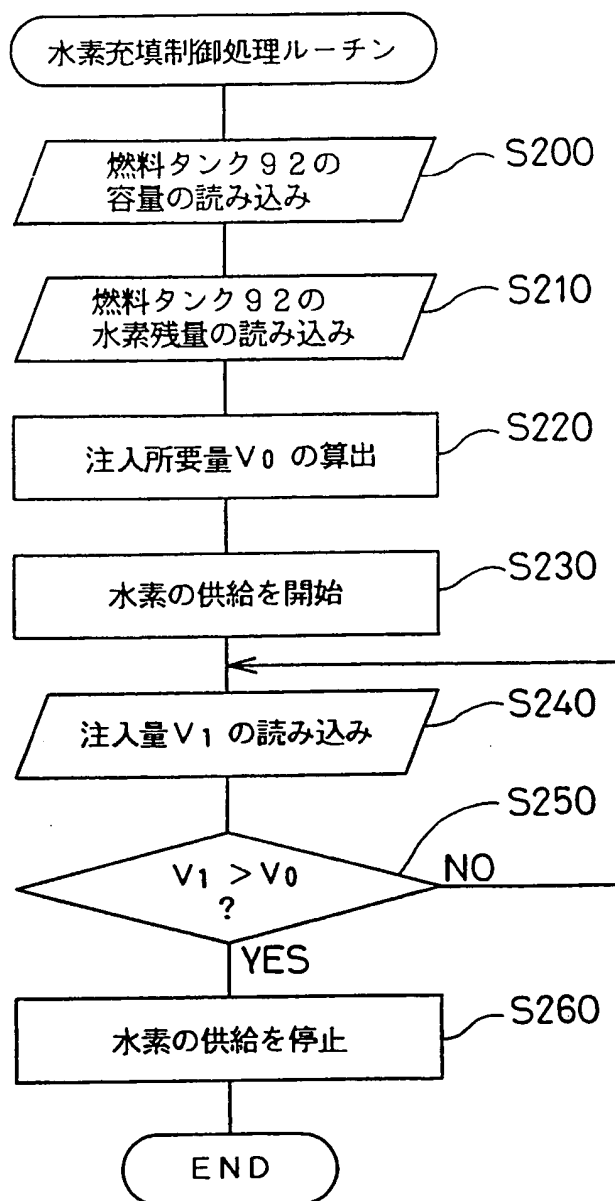 水素充填制御処理ルーチン
燃料タンク92の
容量の読み込み
S200
燃料タンク92の
水素残量の読み込み
S210
注入所要量V0 の算出
S220
水素の供給を開始
S230
注入量V1 の読み込み
S240
V1 > V0
?
S250
NO
YES
水素の供給を停止
S260
END